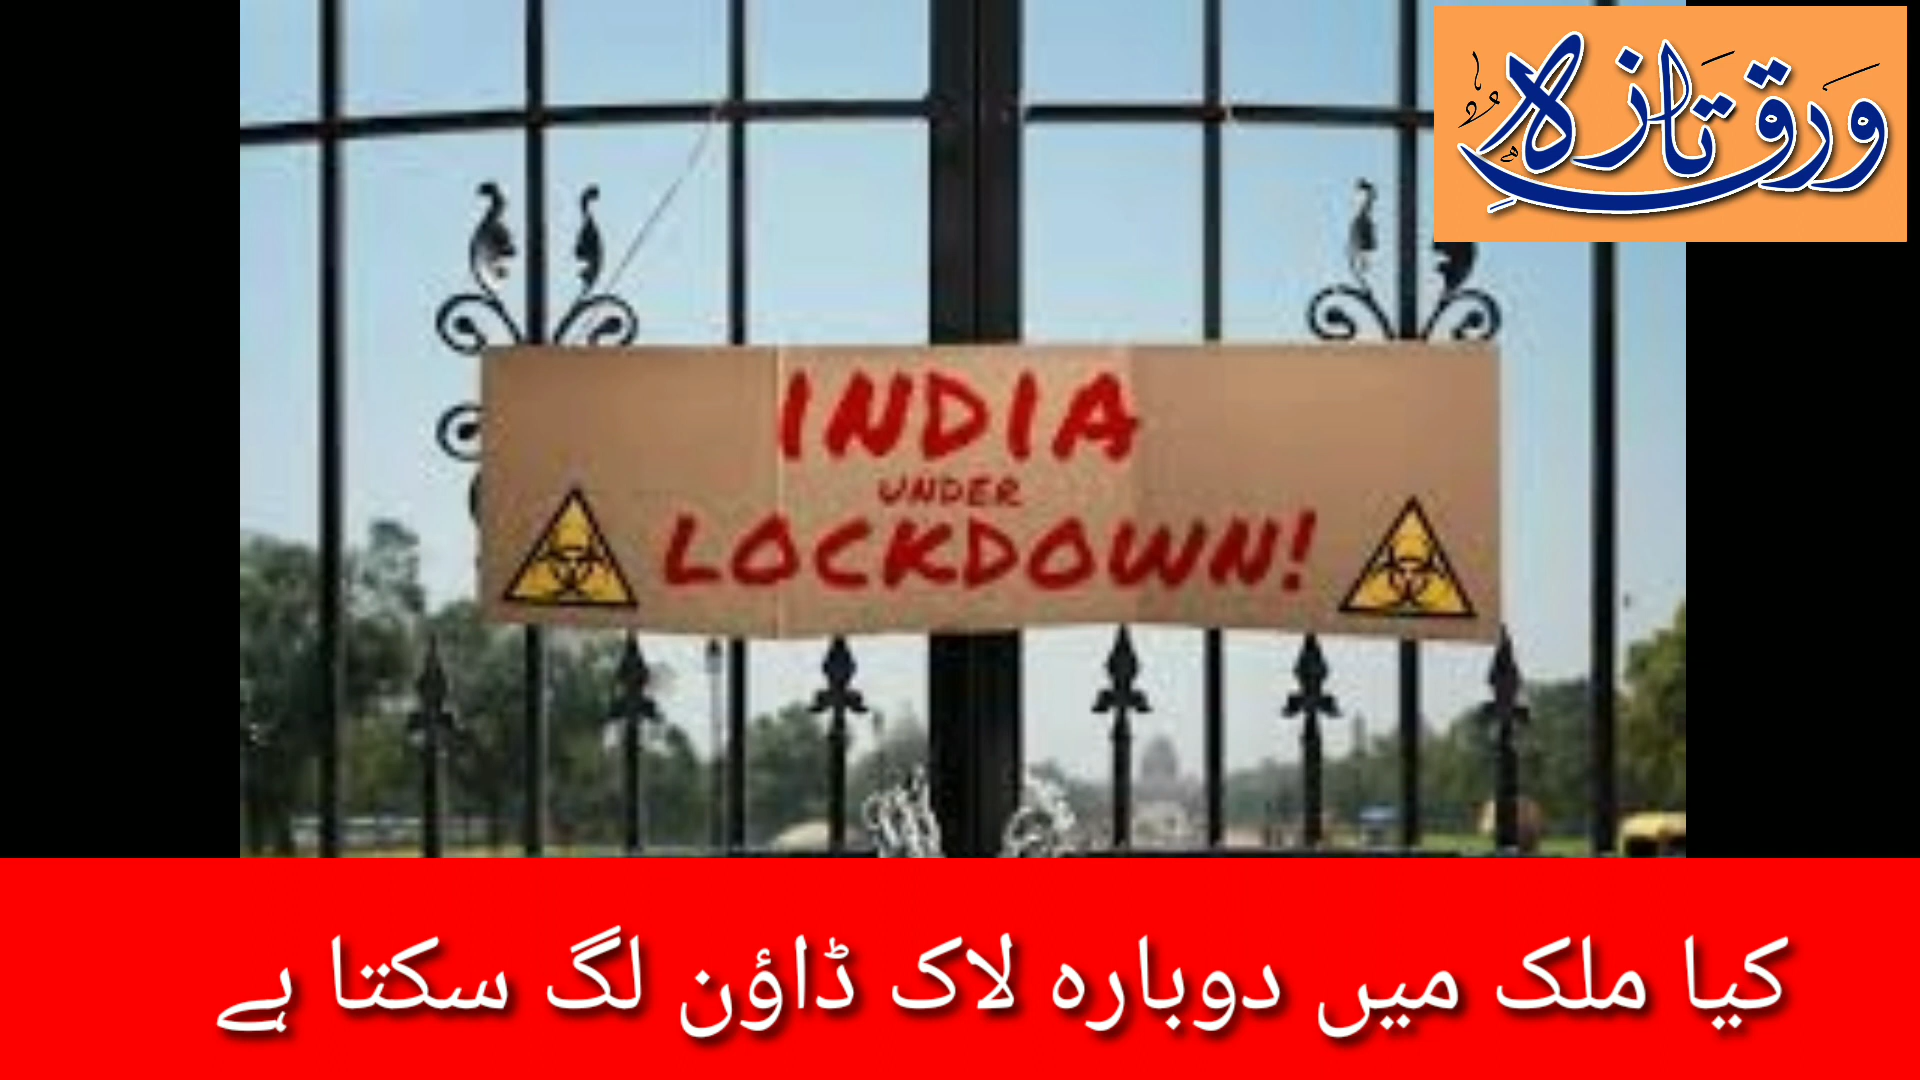 ورق تازہ
INDIA
UNDER
LOCKDOWN!
کیا ملک میں دوبارہ لاک ڈاؤن لگ سکتا ہے